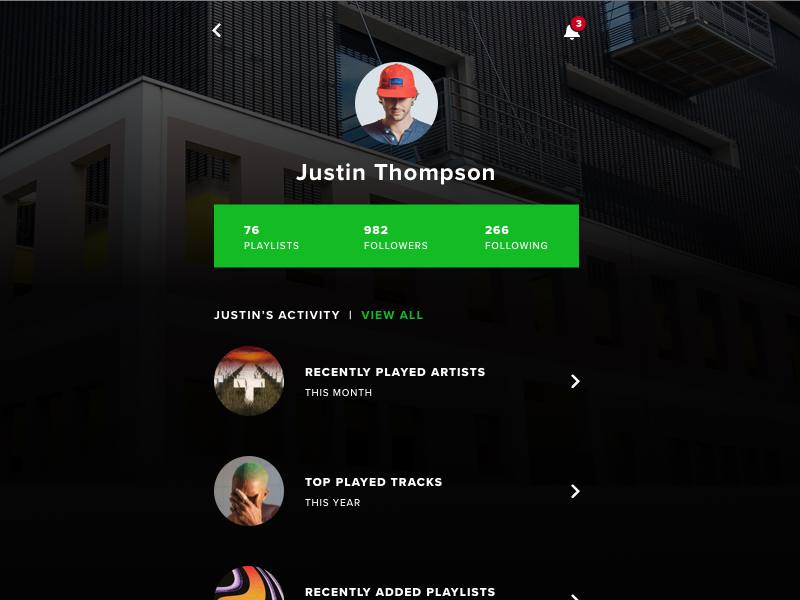 3
Justin Thompson
76 982 266
PLAYLISTS FOLLOWERS FOLLOWING
JUSTIN'S ACTIVITY | VIEW ALL
RECENTLY PLAYED ARTISTS
THIS MONTH
TOP PLAYED TRACKS
THIS YEAR
RECENTLY ADDED PLAYLISTS